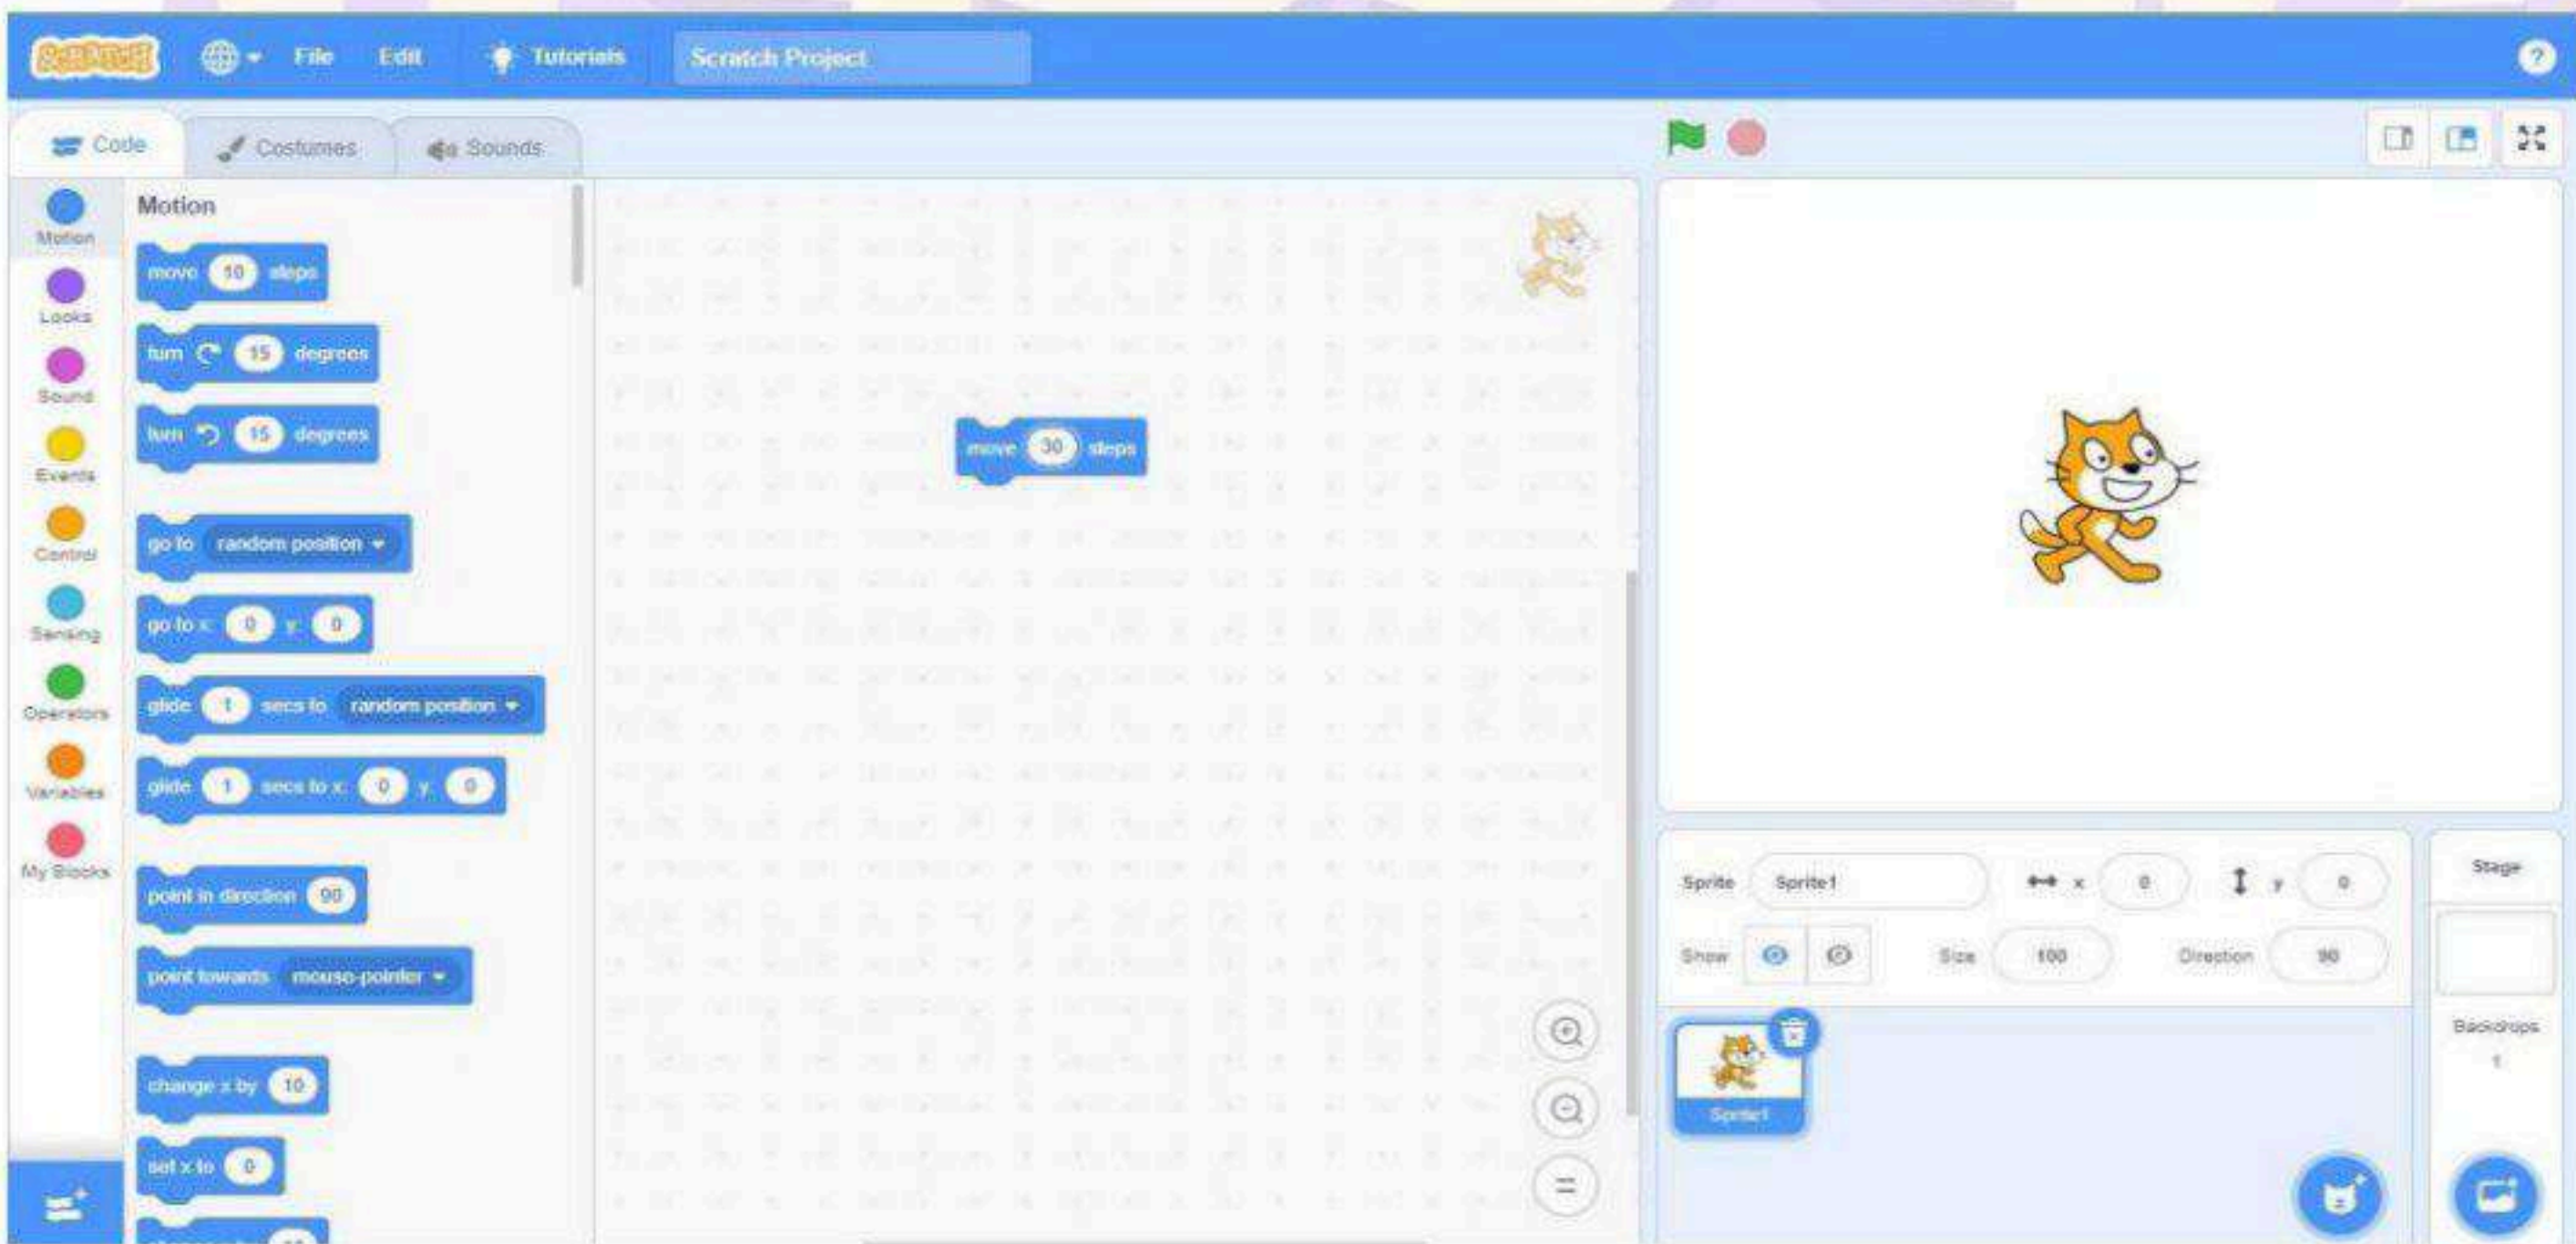 SCRATCH File Edit Tutorials Scratch Project ?
Code Costumes Sounds
Motion
Looks
Sound
Events
Control
Sensing
Operators
Variables
My Blocks
Motion
move 10 steps
turn 15 degrees
turn 15 degrees
go to random position
go to x: 0 y: 0
glide 1 secs to random position
glide 1 secs to x: 0 y: 0
point in direction 90
point towards mouse-pointer
change x by 10
set x to 0
move 30 steps
Sprite Sprite1 x 0 y 0
Show Size 100 Direction 90
Sprite1
Stage
Backdrops
1